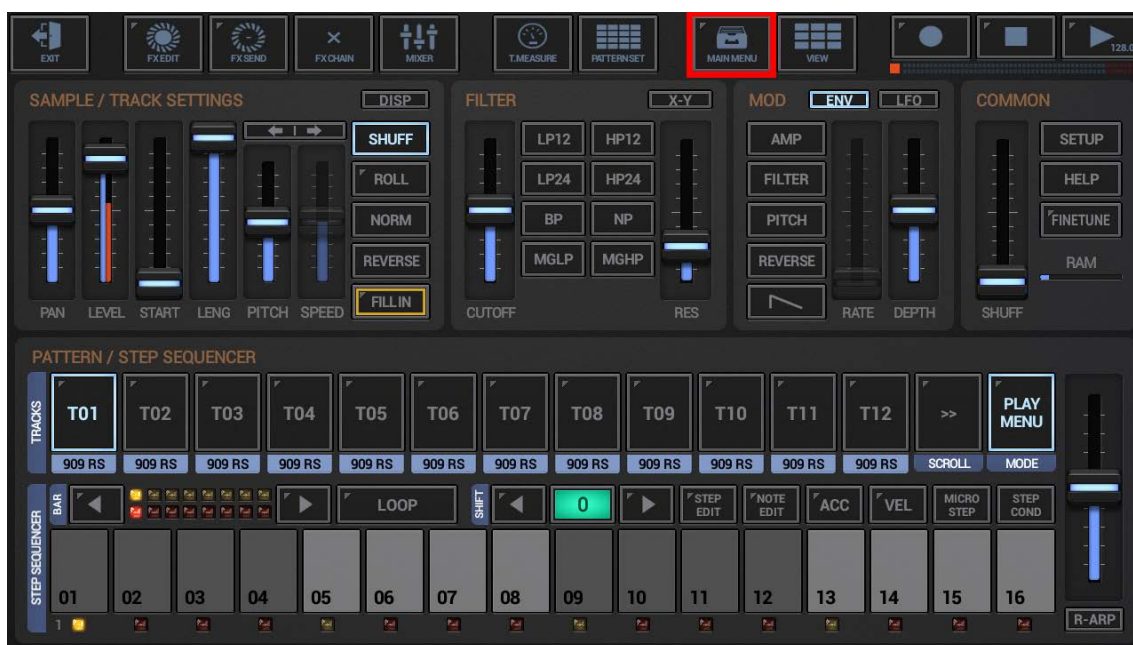 EXIT FX EDIT FX SEND FX CHAIN MIXER T.MEASURE PATTERNSET MAIN MENU VIEW 128.0
SAMPLE / TRACK SETTINGS DISP FILTER X-Y MOD ENV LFO COMMON
SHUFF LP12 HP12 AMP SETUP
ROLL LP24 HP24 FILTER HELP
NORM BP NP PITCH FINETUNE
REVERSE MGLP MGHP REVERSE RAM
FILL IN
PAN LEVEL START LENG PITCH SPEED CUTOFF RES RATE DEPTH SHUFF
PATTERN / STEP SEQUENCER
TRACKS T01 T02 T03 T04 T05 T06 T07 T08 T09 T10 T11 T12 >> PLAY MENU
909 RS 909 RS 909 RS 909 RS 909 RS 909 RS 909 RS 909 RS 909 RS 909 RS 909 RS 909 RS SCROLL MODE
BAR LOOP SHIFT 0 STEP EDIT NOTE EDIT ACC VEL MICRO STEP STEP COND
STEP SEQUENCER 01 02 03 04 05 06 07 08 09 10 11 12 13 14 15 16
1 R-ARP